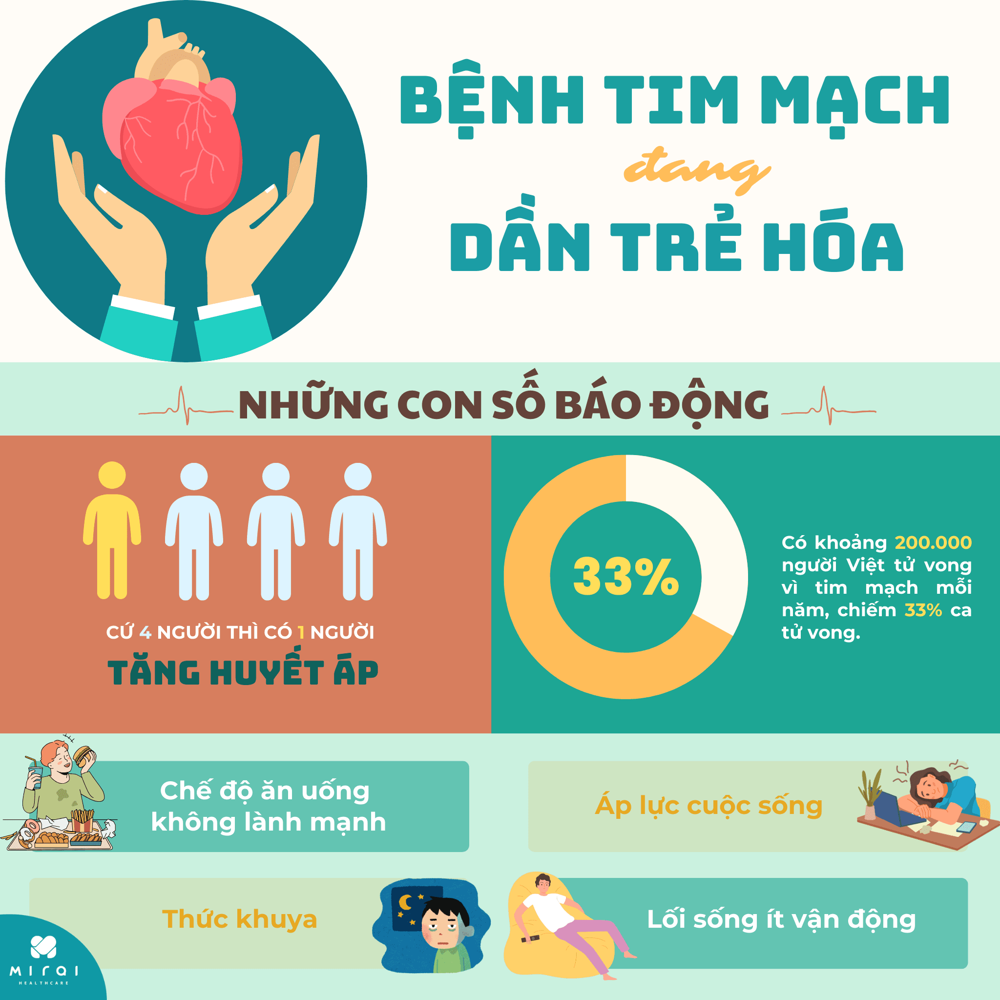 BỆNH TIM MẠCH
đang
DẦN TRẺ HÓA
NHỮNG CON SỐ BÁO ĐỘNG
CỨ 4 NGƯỜI THÌ CÓ 1 NGƯỜI
TĂNG HUYẾT ÁP
33%
Có khoảng 200.000
người Việt tử vong
vì tim mạch mỗi
năm, chiếm 33% ca
tử vong.
Chế độ ăn uống
không lành mạnh
Áp lực cuộc sống
Thức khuya
Lối sống ít vận động
MIRAI
HEALTHCARE